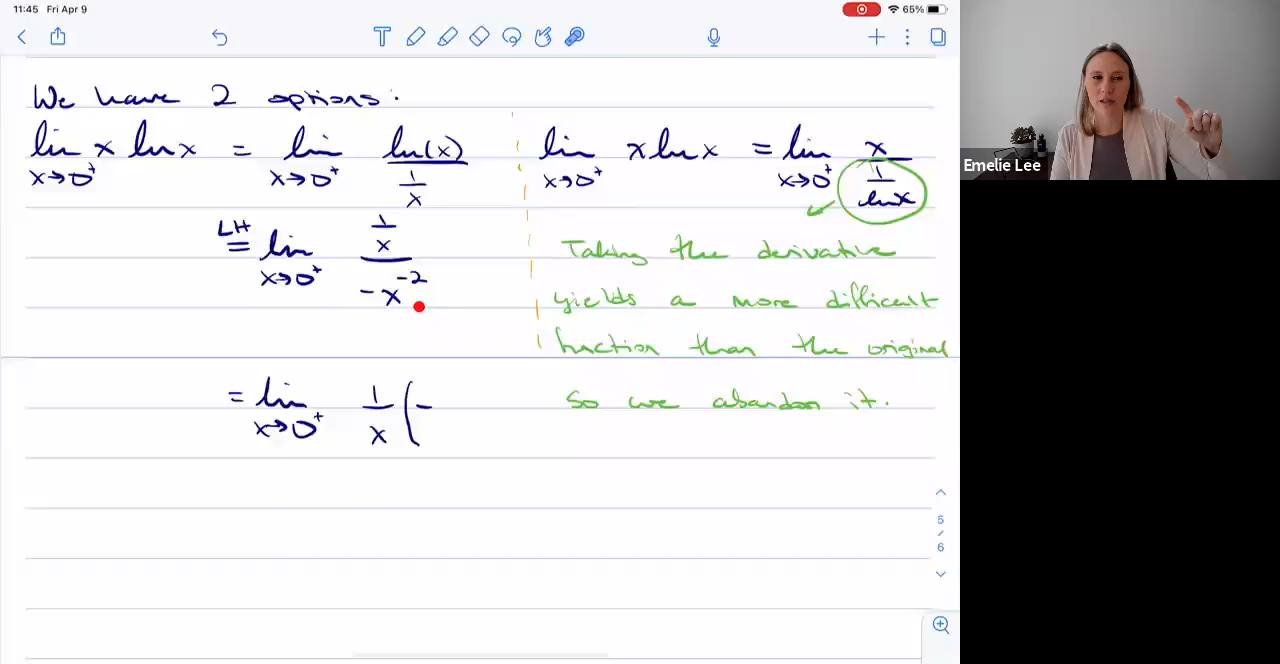 11:45 Fri Apr 9
65%
We have 2 options:
lim x→0⁺ x ln x = lim x→0⁺ ln(x) / (1/x)
LH = lim x→0⁺ (1/x) / (-x⁻²)
= lim x→0⁺ 1/x (-
lim x→0⁺ x ln x = lim x→0⁺ x / (1/ln x)
Taking the derivative
yields a more difficult
function than the original
so we abandon it.
5
/
6
Emelie Lee